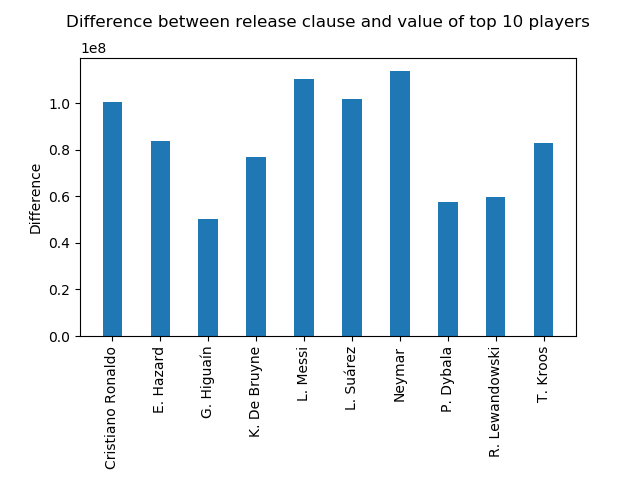 Difference between release clause and value of top 10 players
1e8
1.0
0.8
0.6
0.4
0.2
0.0
Difference
Cristiano Ronaldo
E. Hazard
G. Higuaín
K. De Bruyne
L. Messi
L. Suárez
Neymar
P. Dybala
R. Lewandowski
T. Kroos